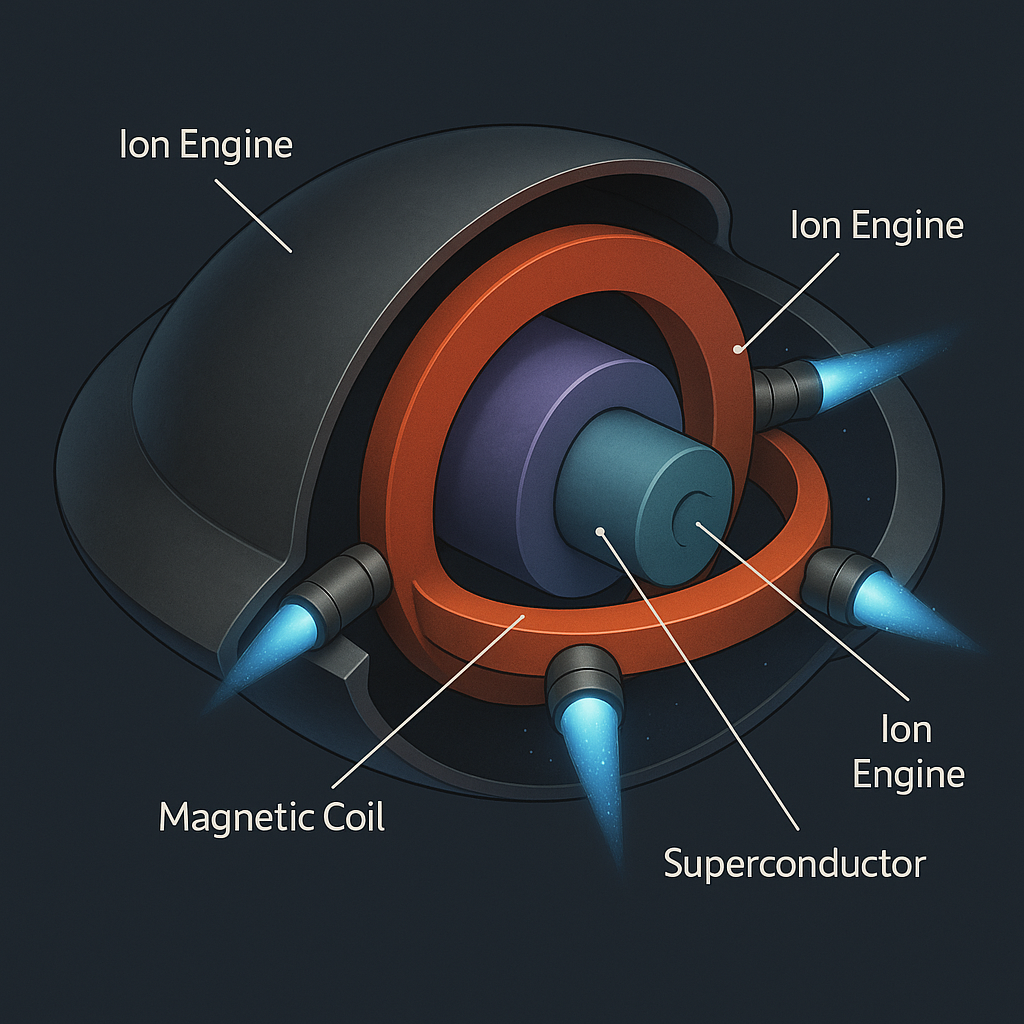 Ion Engine
Ion Engine
Ion
Engine
Magnetic Coil
Superconductor